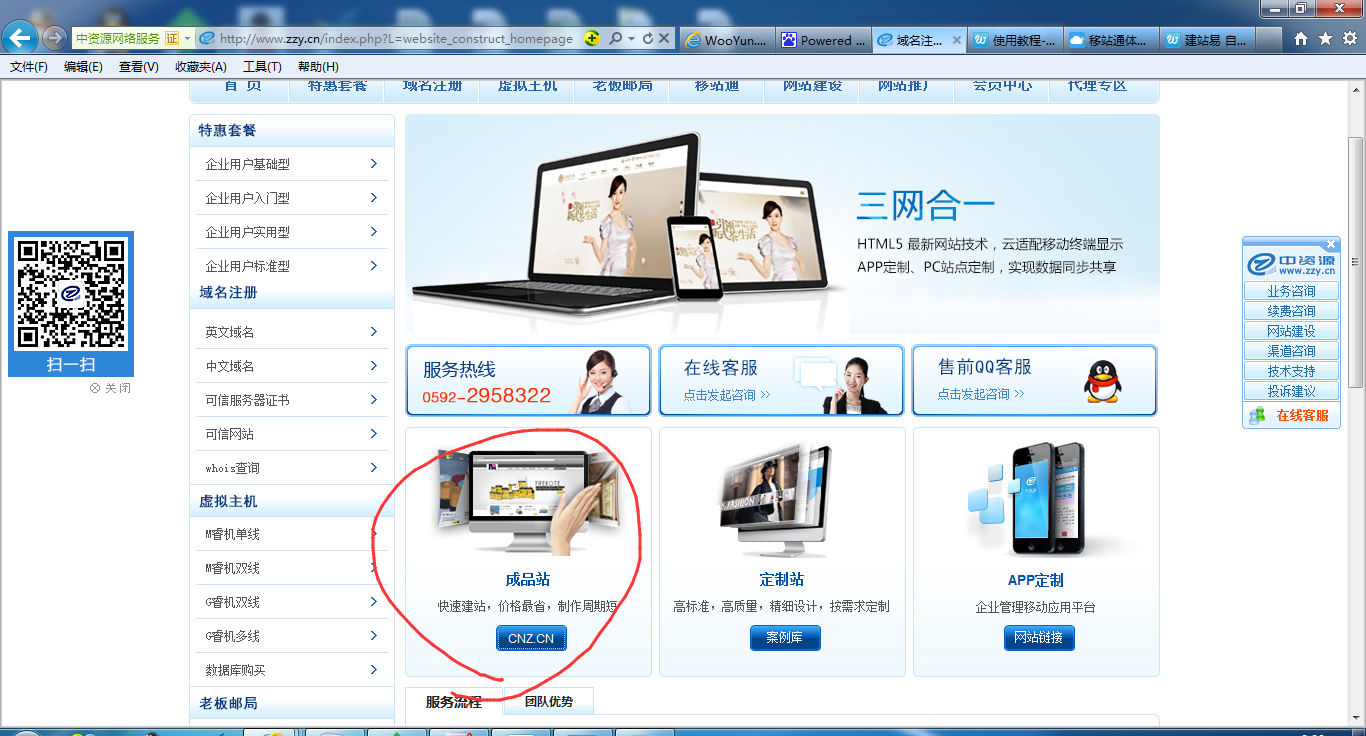 中资源网络服务 证 http://www.zzy.cn/index.php?L=website_construct_homepage
WooYun....
Powered ...
域名注...
使用教程-...
移站通体...
建站易 自...
文件(F) 编辑(E) 查看(V) 收藏夹(A) 工具(T) 帮助(H)
首 页 特惠套餐 域名注册 虚拟主机 老板邮局 移站通 网站建设 网站推广 会员中心 代理专区
特惠套餐
企业用户基础型
企业用户入门型
企业用户实用型
企业用户标准型
域名注册
英文域名
中文域名
可信服务器证书
可信网站
whois查询
虚拟主机
M睿机单线
M睿机双线
G睿机双线
G睿机多线
数据库购买
老板邮局
扫一扫
关闭
三网合一
HTML5 最新网站技术，云适配移动终端显示
APP定制、PC站点定制，实现数据同步共享
服务热线
0592-2958322
在线客服
点击发起咨询 >>
售前QQ客服
点击发起咨询 >>
FREKOTE
成品站
快速建站，价格最省，制作周期短
CNZ.CN
FASHION
定制站
高标准，高质量，精细设计，按需求定制
案例库
APP定制
企业管理移动应用平台
网站链接
服务流程
团队优势
中资源
www.zzy.cn
业务咨询
续费咨询
网站建设
渠道咨询
技术支持
投诉建议
在线客服